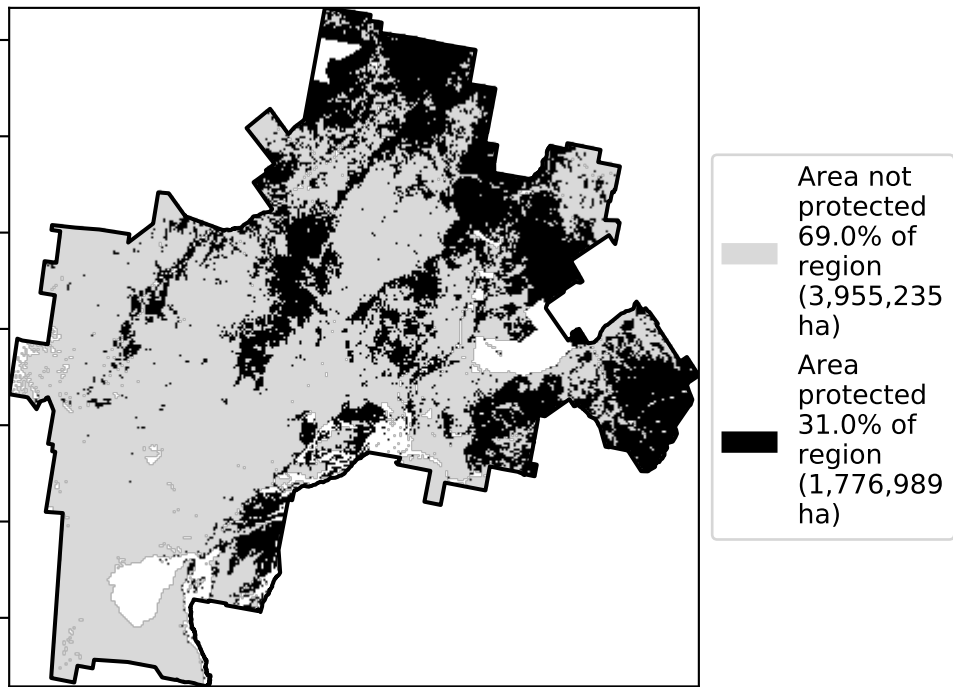 Area not
protected
69.0% of
region
(3,955,235
ha)
Area
protected
31.0% of
region
(1,776,989
ha)